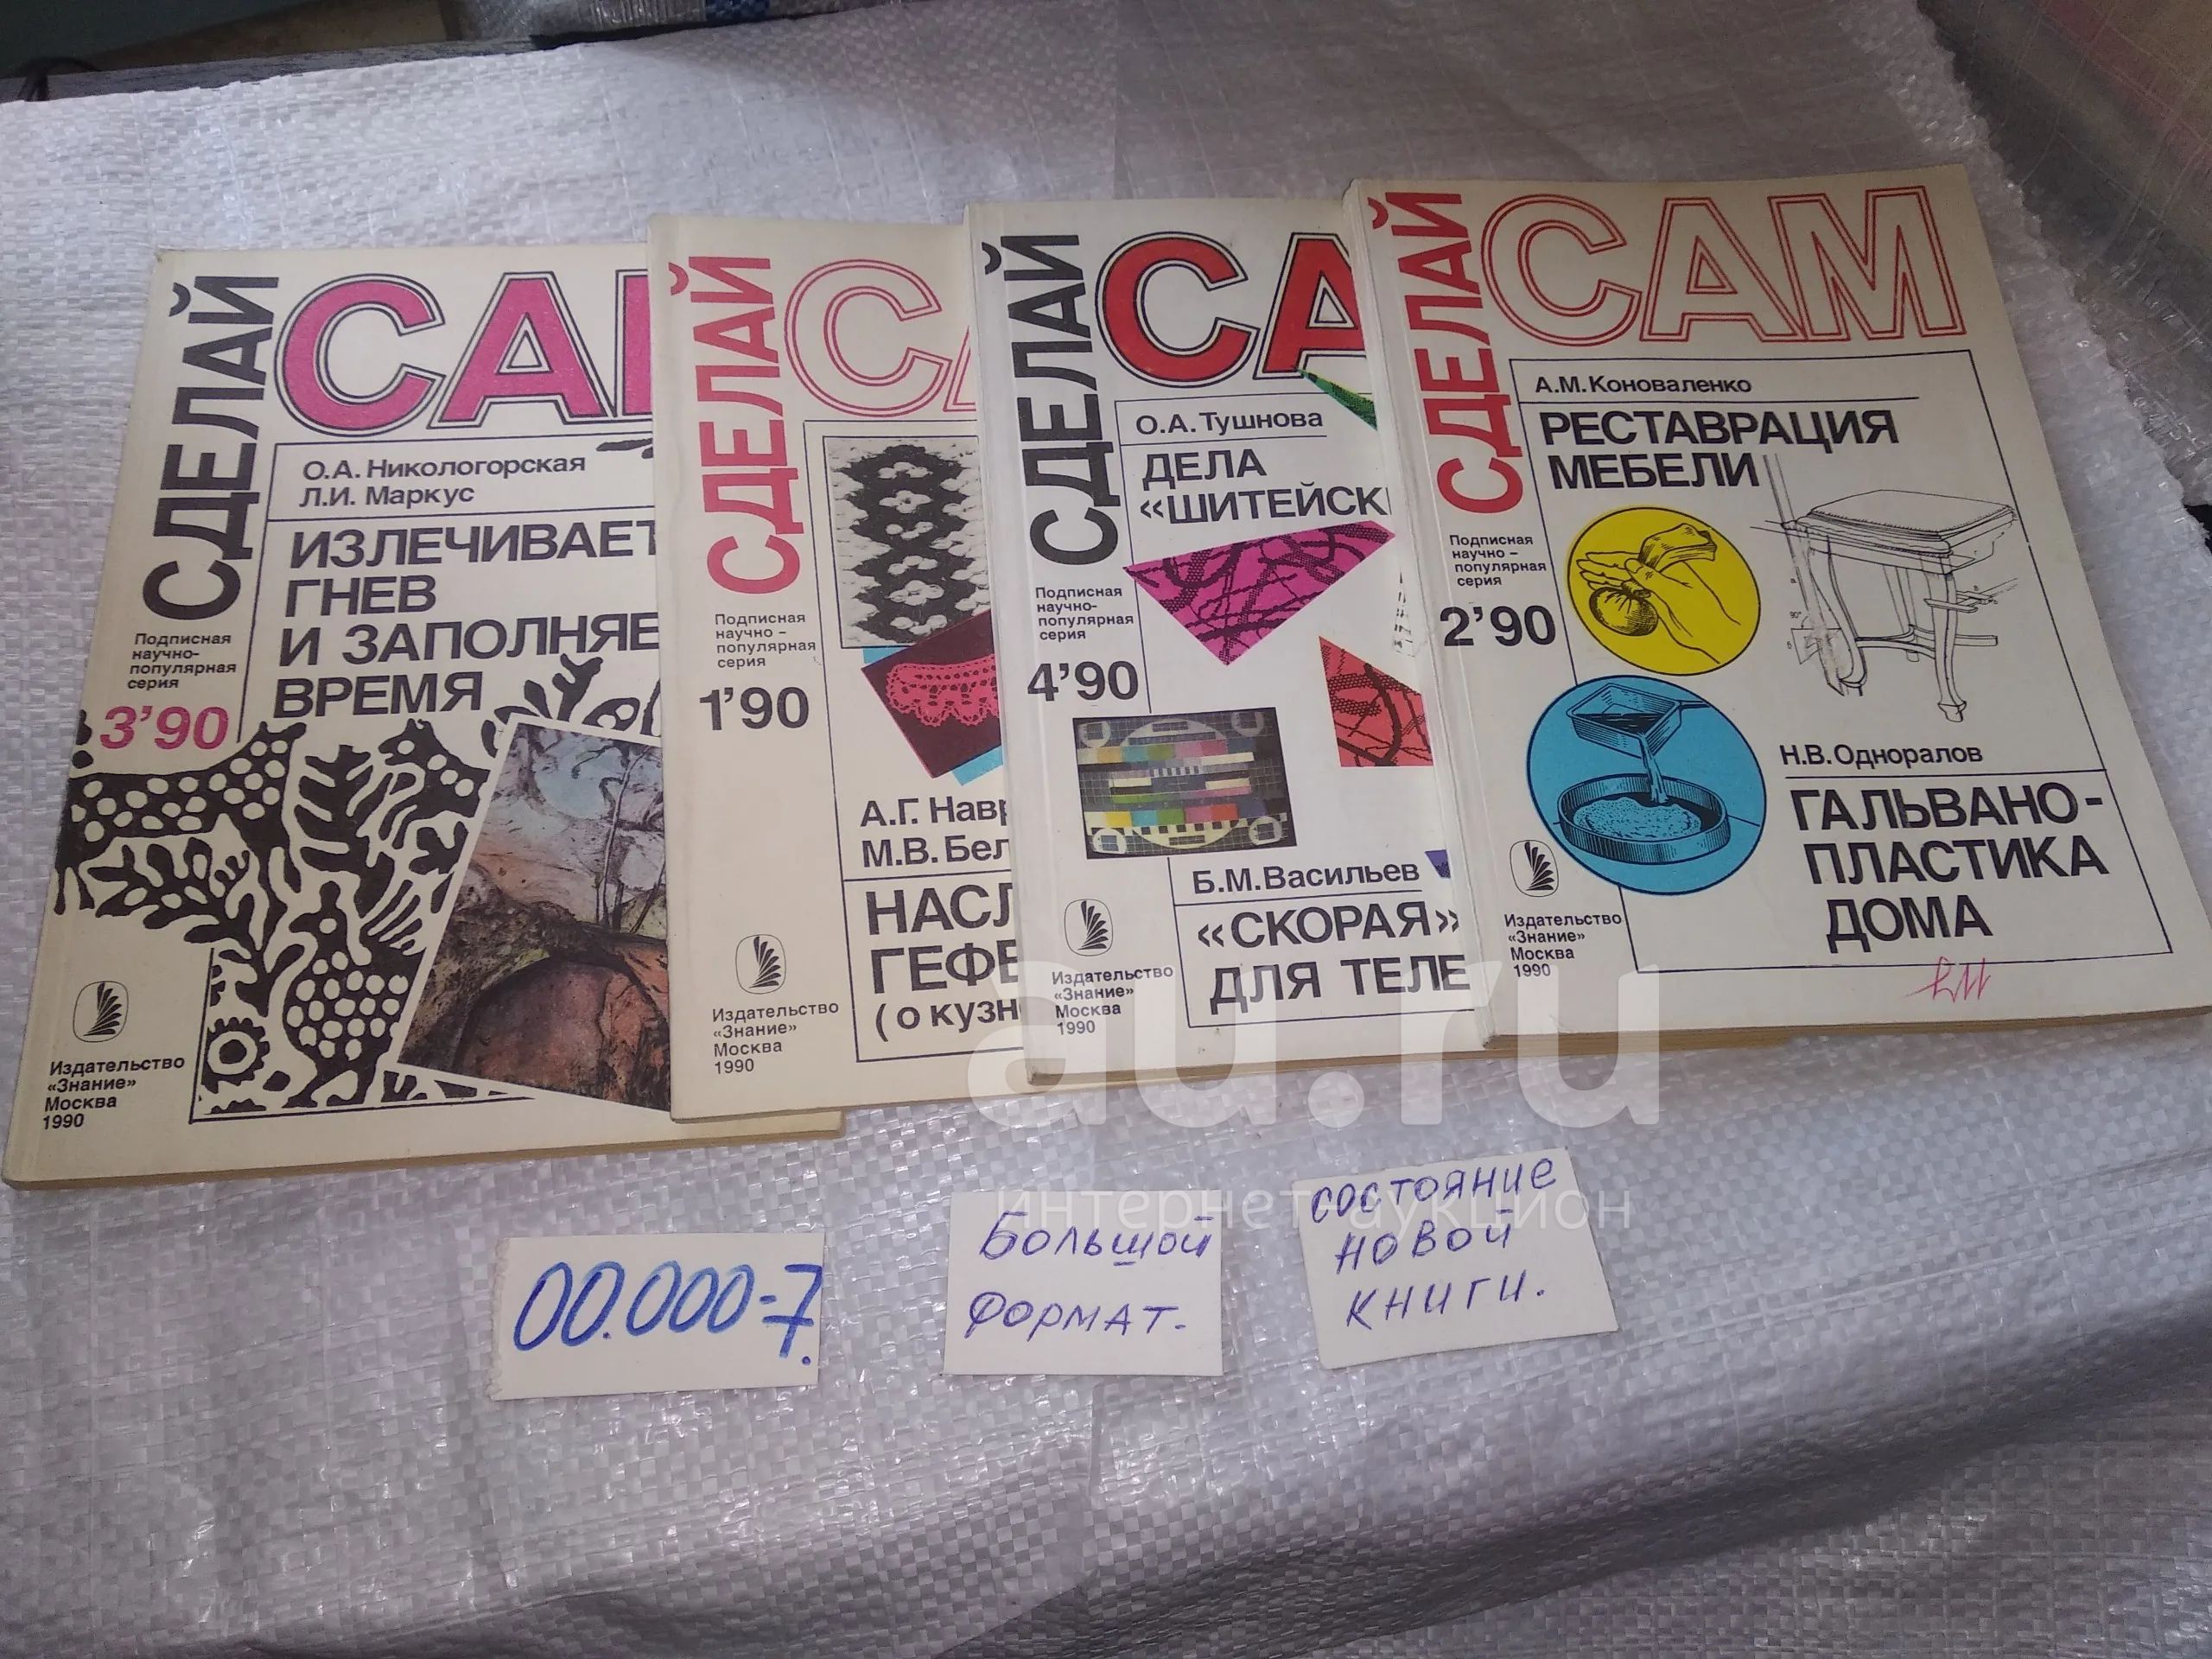 СДЕЛАЙ
О.А. Никологорская
Л.И. Маркус
ИЗЛЕЧИВАЕТ
ГНЕВ
И ЗАПОЛНЯЕ
ВРЕМЯ
Подписная
научно-
популярная
серия
3'90
Издательство
«Знание»
Москва
1990
СДЕЛАЙ
Подписная
научно -
популярная
серия
1'90
А.Г. Навр
М.В. Бел
НАСЛ
ГЕФЕ
(о кузн
Издательство
«Знание»
Москва
1990
СДЕЛАЙ
СА
О.А. Тушнова
ДЕЛА
«ШИТЕЙСК
Подписная
научно-
популярная
серия
4'90
Б.М. Васильев
«СКОРАЯ»
ДЛЯ ТЕЛЕ
Издательство
«Знание»
Москва
1990
СДЕЛАЙ
САМ
А.М. Коноваленко
РЕСТАВРАЦИЯ
МЕБЕЛИ
Подписная
научно -
популярная
серия
2'90
Н.В. Одноралов
ГАЛЬВАНО-
ПЛАСТИКА
ДОМА
Издательство
«Знание»
Москва
1990
au.ru
интернет аукцион
00.000-7.
Большой
формат.
состояние
новой
книги.